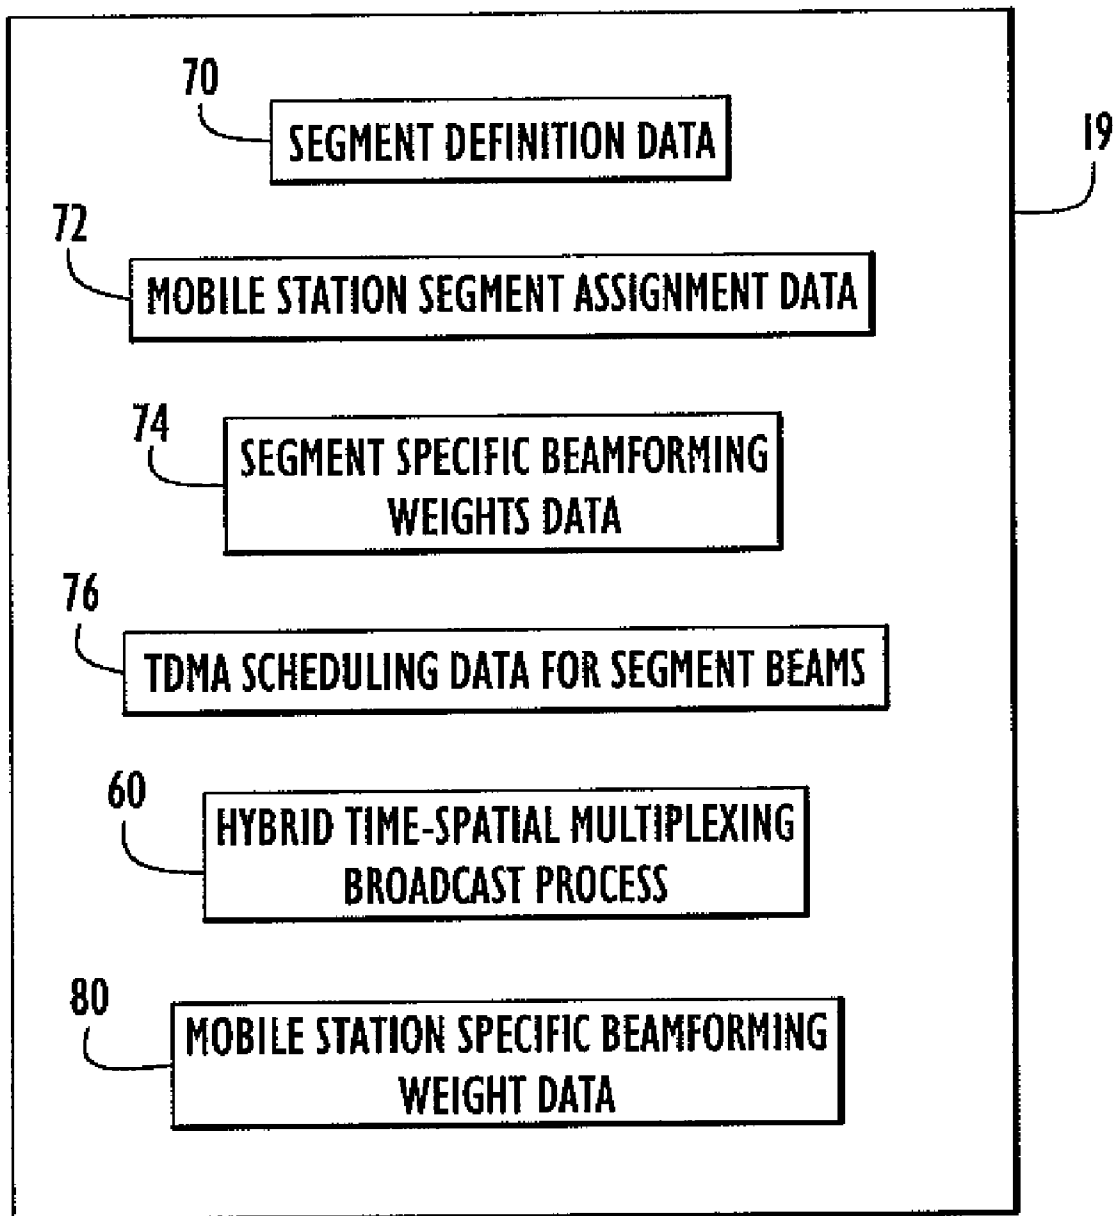 70
SEGMENT DEFINITION DATA
19
72
MOBILE STATION SEGMENT ASSIGNMENT DATA
74
SEGMENT SPECIFIC BEAMFORMING
WEIGHTS DATA
76
TDMA SCHEDULING DATA FOR SEGMENT BEAMS
60
HYBRID TIME-SPATIAL MULTIPLEXING
BROADCAST PROCESS
80
MOBILE STATION SPECIFIC BEAMFORMING
WEIGHT DATA